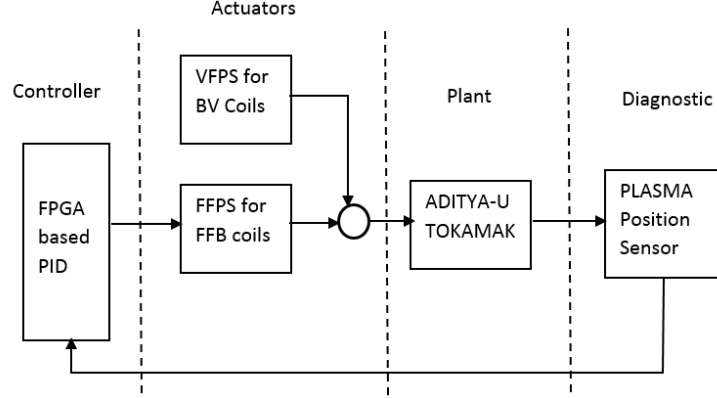 Actuators
Controller
VFPS for
BV Coils
Plant
Diagnostic
FPGA
based
PID
FFPS for
FFB coils
ADITYA-U
TOKAMAK
PLASMA
Position
Sensor